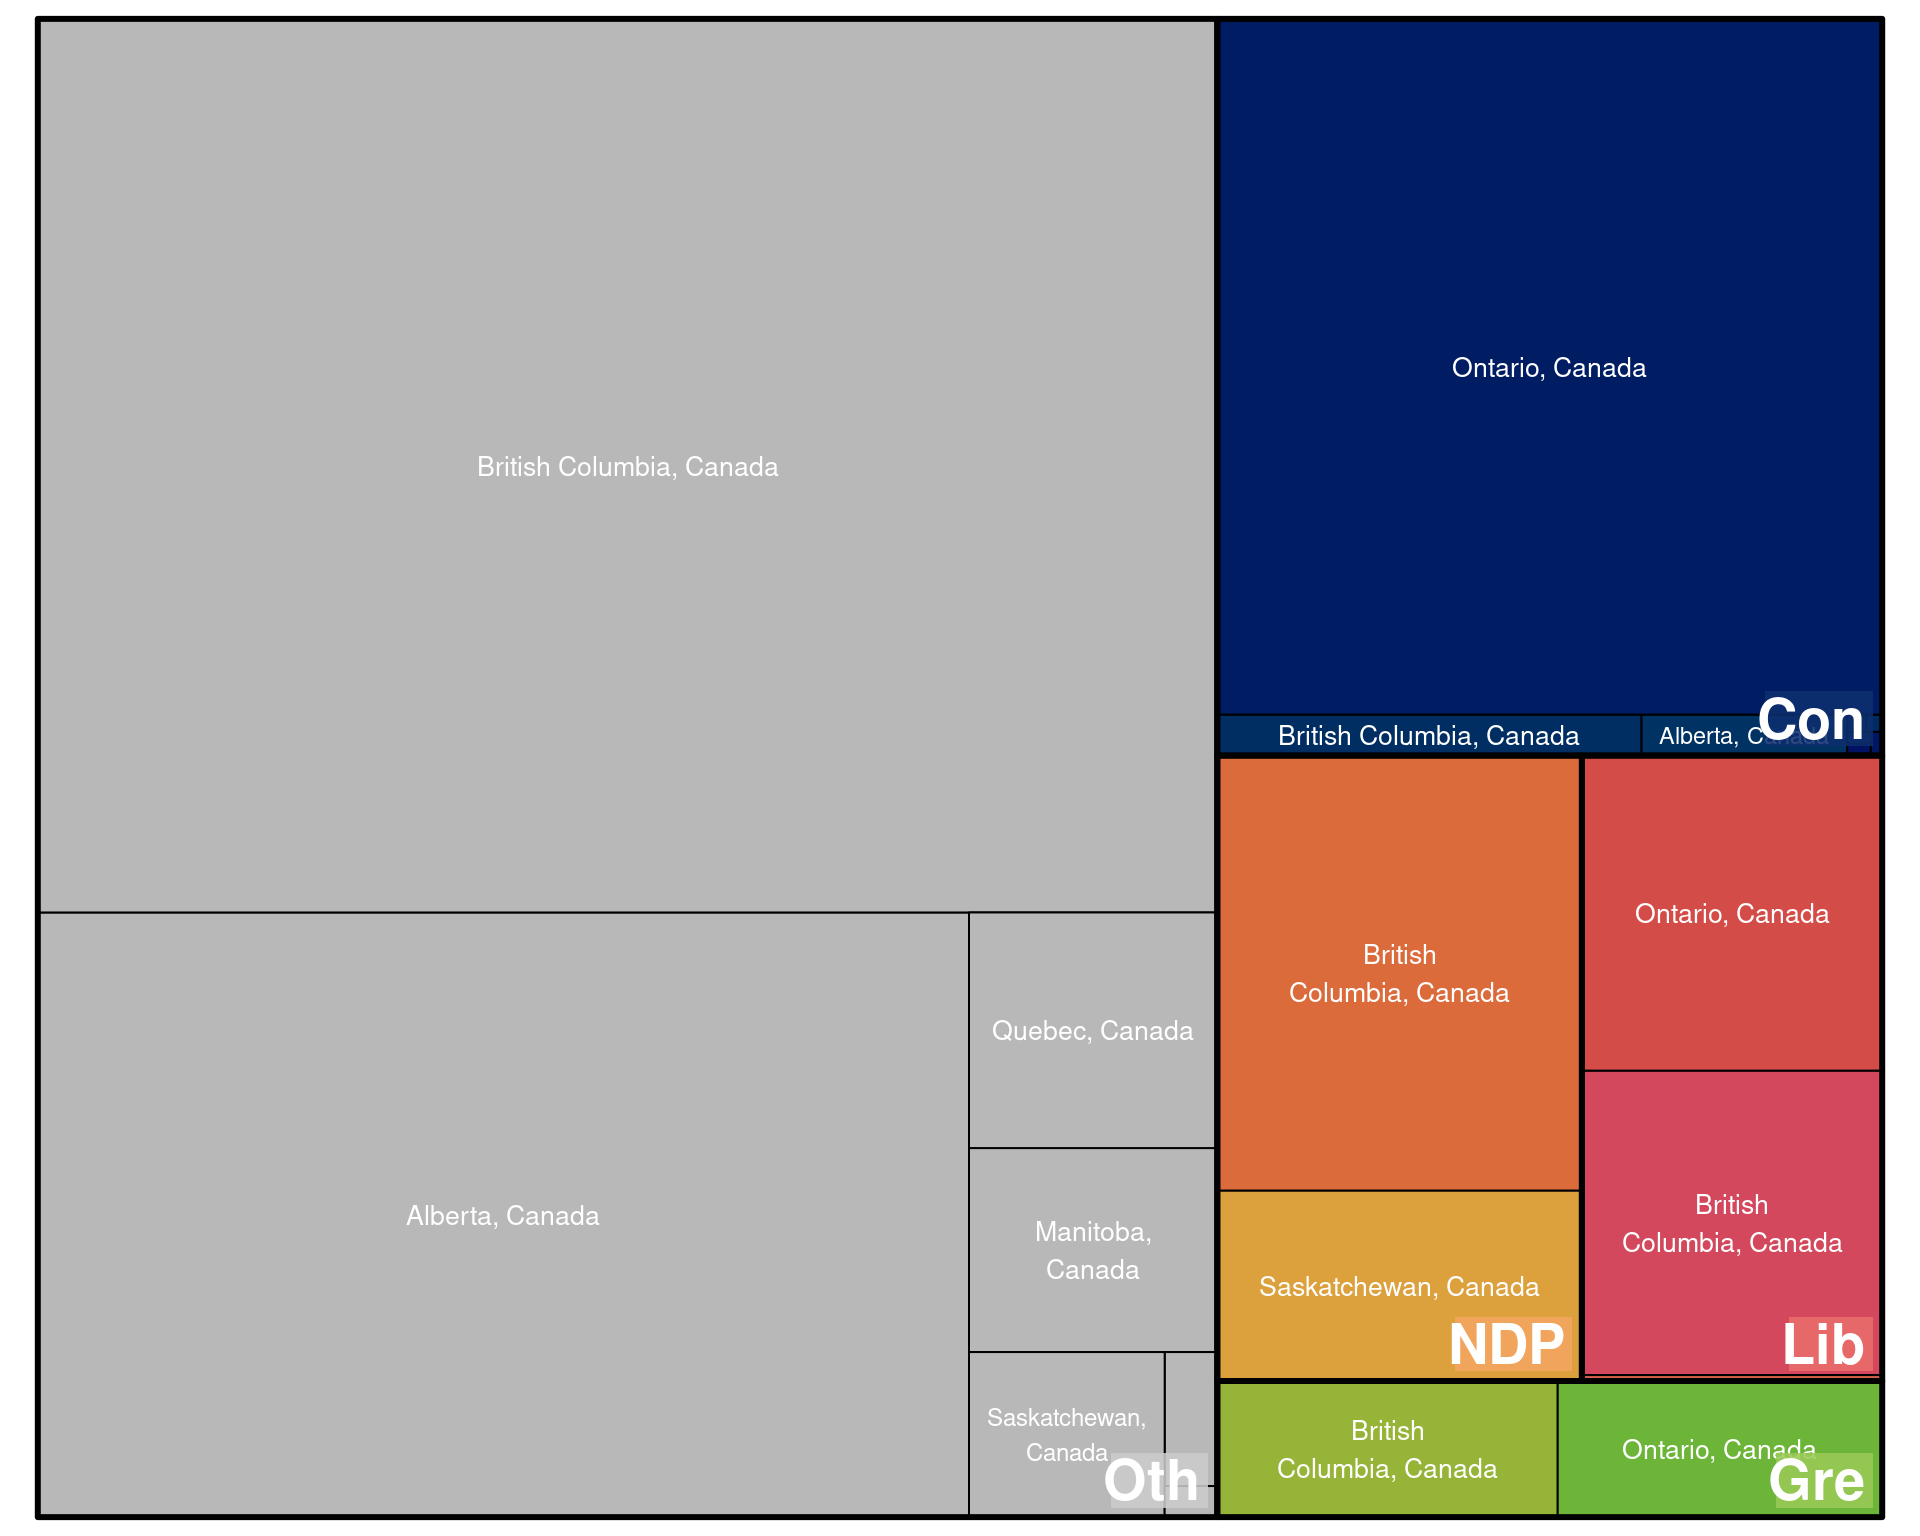 British Columbia, Canada
Alberta, Canada
Quebec, Canada
Manitoba,
Canada
Saskatchewan,
Canada
Oth
Ontario, Canada
British Columbia, Canada
Alberta, Canada
Con
British
Columbia, Canada
Saskatchewan, Canada
NDP
Ontario, Canada
British
Columbia, Canada
Lib
British
Columbia, Canada
Ontario, Canada
Gre